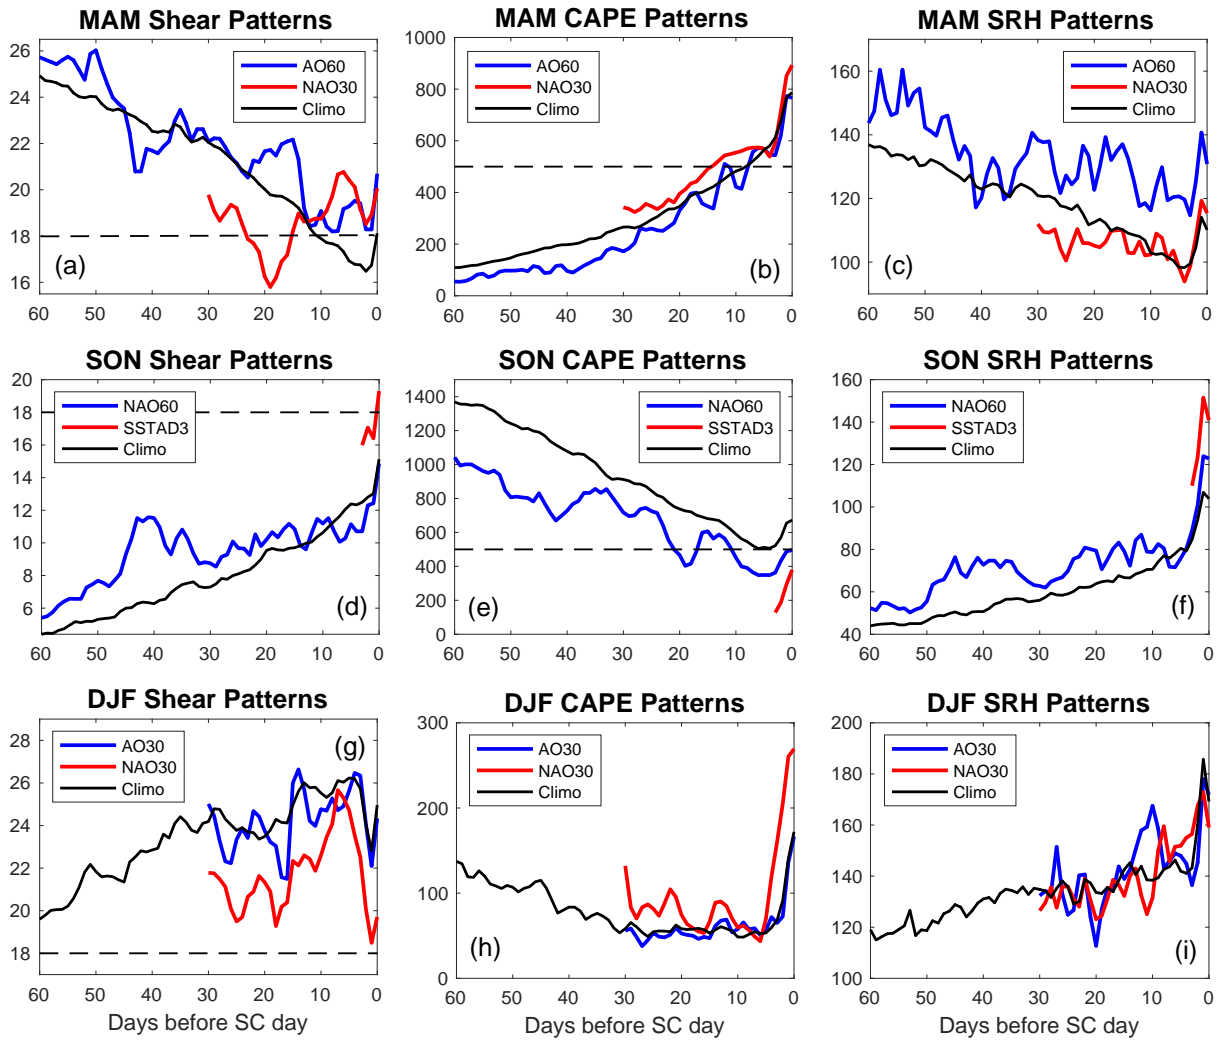 MAM Shear Patterns
26
24
22
20
18
16
60 50 40 30 20 10 0
AO60
NAO30
Climo
(a)
MAM CAPE Patterns
1000
800
600
400
200
0
60 50 40 30 20 10 0
AO60
NAO30
Climo
(b)
MAM SRH Patterns
160
140
120
100
60 50 40 30 20 10 0
AO60
NAO30
Climo
(c)
SON Shear Patterns
20
18
16
14
12
10
8
6
60 50 40 30 20 10 0
NAO60
SSTAD3
Climo
(d)
SON CAPE Patterns
1400
1200
1000
800
600
400
200
0
60 50 40 30 20 10 0
NAO60
SSTAD3
Climo
(e)
SON SRH Patterns
160
140
120
100
80
60
40
60 50 40 30 20 10 0
NAO60
SSTAD3
Climo
(f)
DJF Shear Patterns
28
26
24
22
20
18
60 50 40 30 20 10 0
Days before SC day
AO30
NAO30
Climo
(g)
DJF CAPE Patterns
300
200
100
0
60 50 40 30 20 10 0
Days before SC day
AO30
NAO30
Climo
(h)
DJF SRH Patterns
200
180
160
140
120
100
60 50 40 30 20 10 0
Days before SC day
AO30
NAO30
Climo
(i)